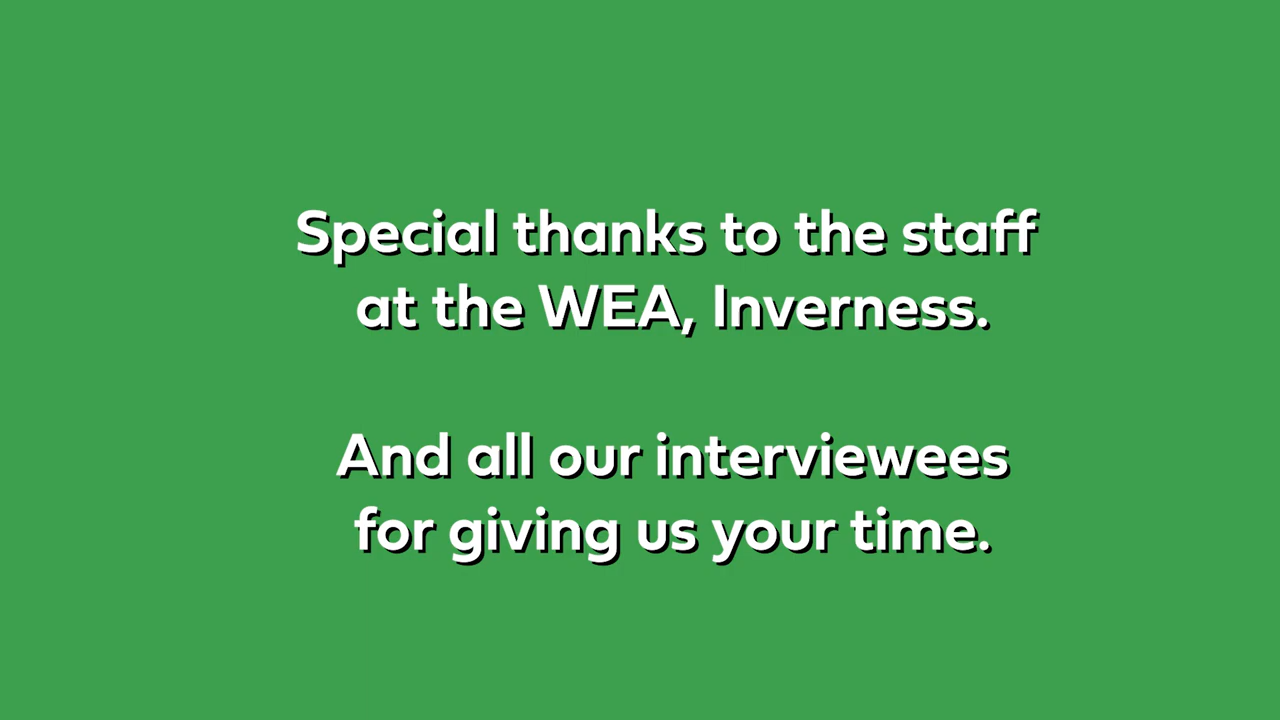 Special thanks to the staff
at the WEA, Inverness.
And all our interviewees
for giving us your time.